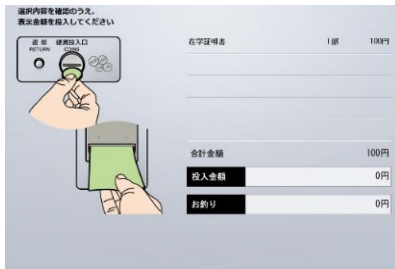 選択内容を確認のうえ、
表示金額を投入してください
返却 硬貨投入口
RETURN COINS
在学証明書 1部 100円
合計金額 100円
投入金額 0円
お釣り 0円